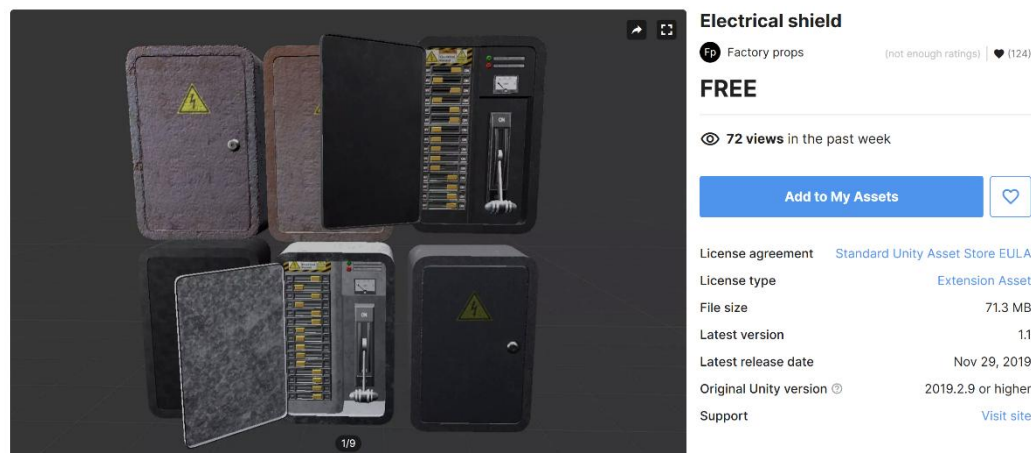 Electrical shield
Fp Factory props (not enough ratings) (124)
FREE
72 views in the past week
Add to My Assets
License agreement Standard Unity Asset Store EULA
License type Extension Asset
File size 71.3 MB
Latest version 1.1
Latest release date Nov 29, 2019
Original Unity version 2019.2.9 or higher
Support Visit site
ON
ON
1/9